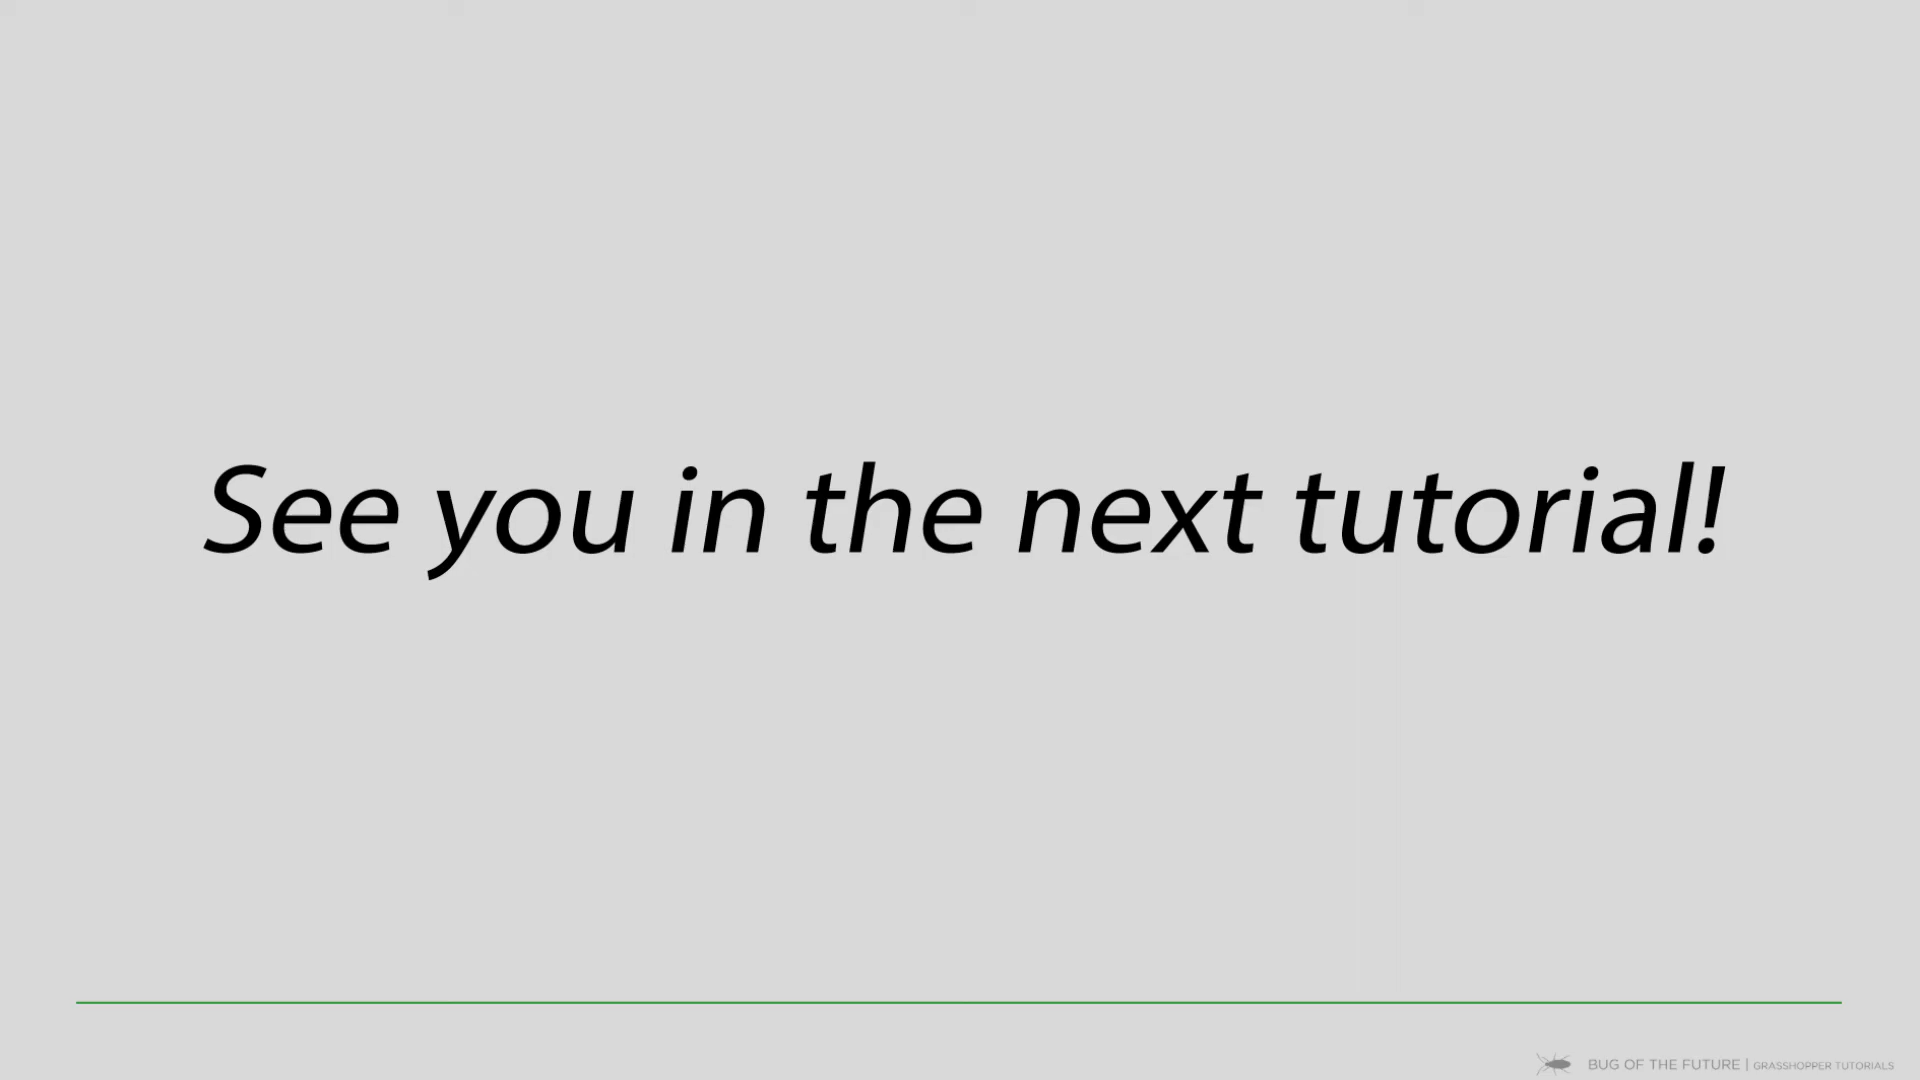 See you in the next tutorial!
BUG OF THE FUTURE | GRASSHOPPER TUTORIALS